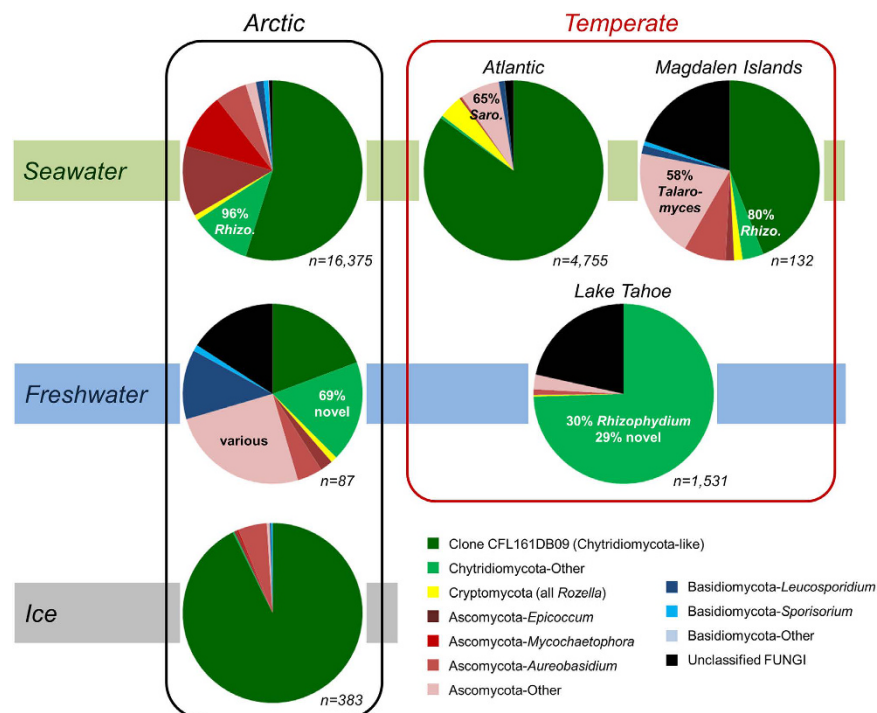 Arctic
Temperate
Atlantic
Magdalen Islands
Seawater
96%
Rhizo.
n=16,375
65%
Saro.
n=4,755
58%
Talaro-
myces
80%
Rhizo.
n=132
Lake Tahoe
Freshwater
69%
novel
various
n=87
30% Rhizophydium
29% novel
n=1,531
Ice
n=383
Clone CFL161DB09 (Chytridiomycota-like)
Chytridiomycota-Other
Cryptomycota (all Rozella)
Ascomycota-Epicoccum
Ascomycota-Mycochaetophora
Ascomycota-Aureobasidium
Ascomycota-Other
Basidiomycota-Leucosporidium
Basidiomycota-Sporisorium
Basidiomycota-Other
Unclassified FUNGI